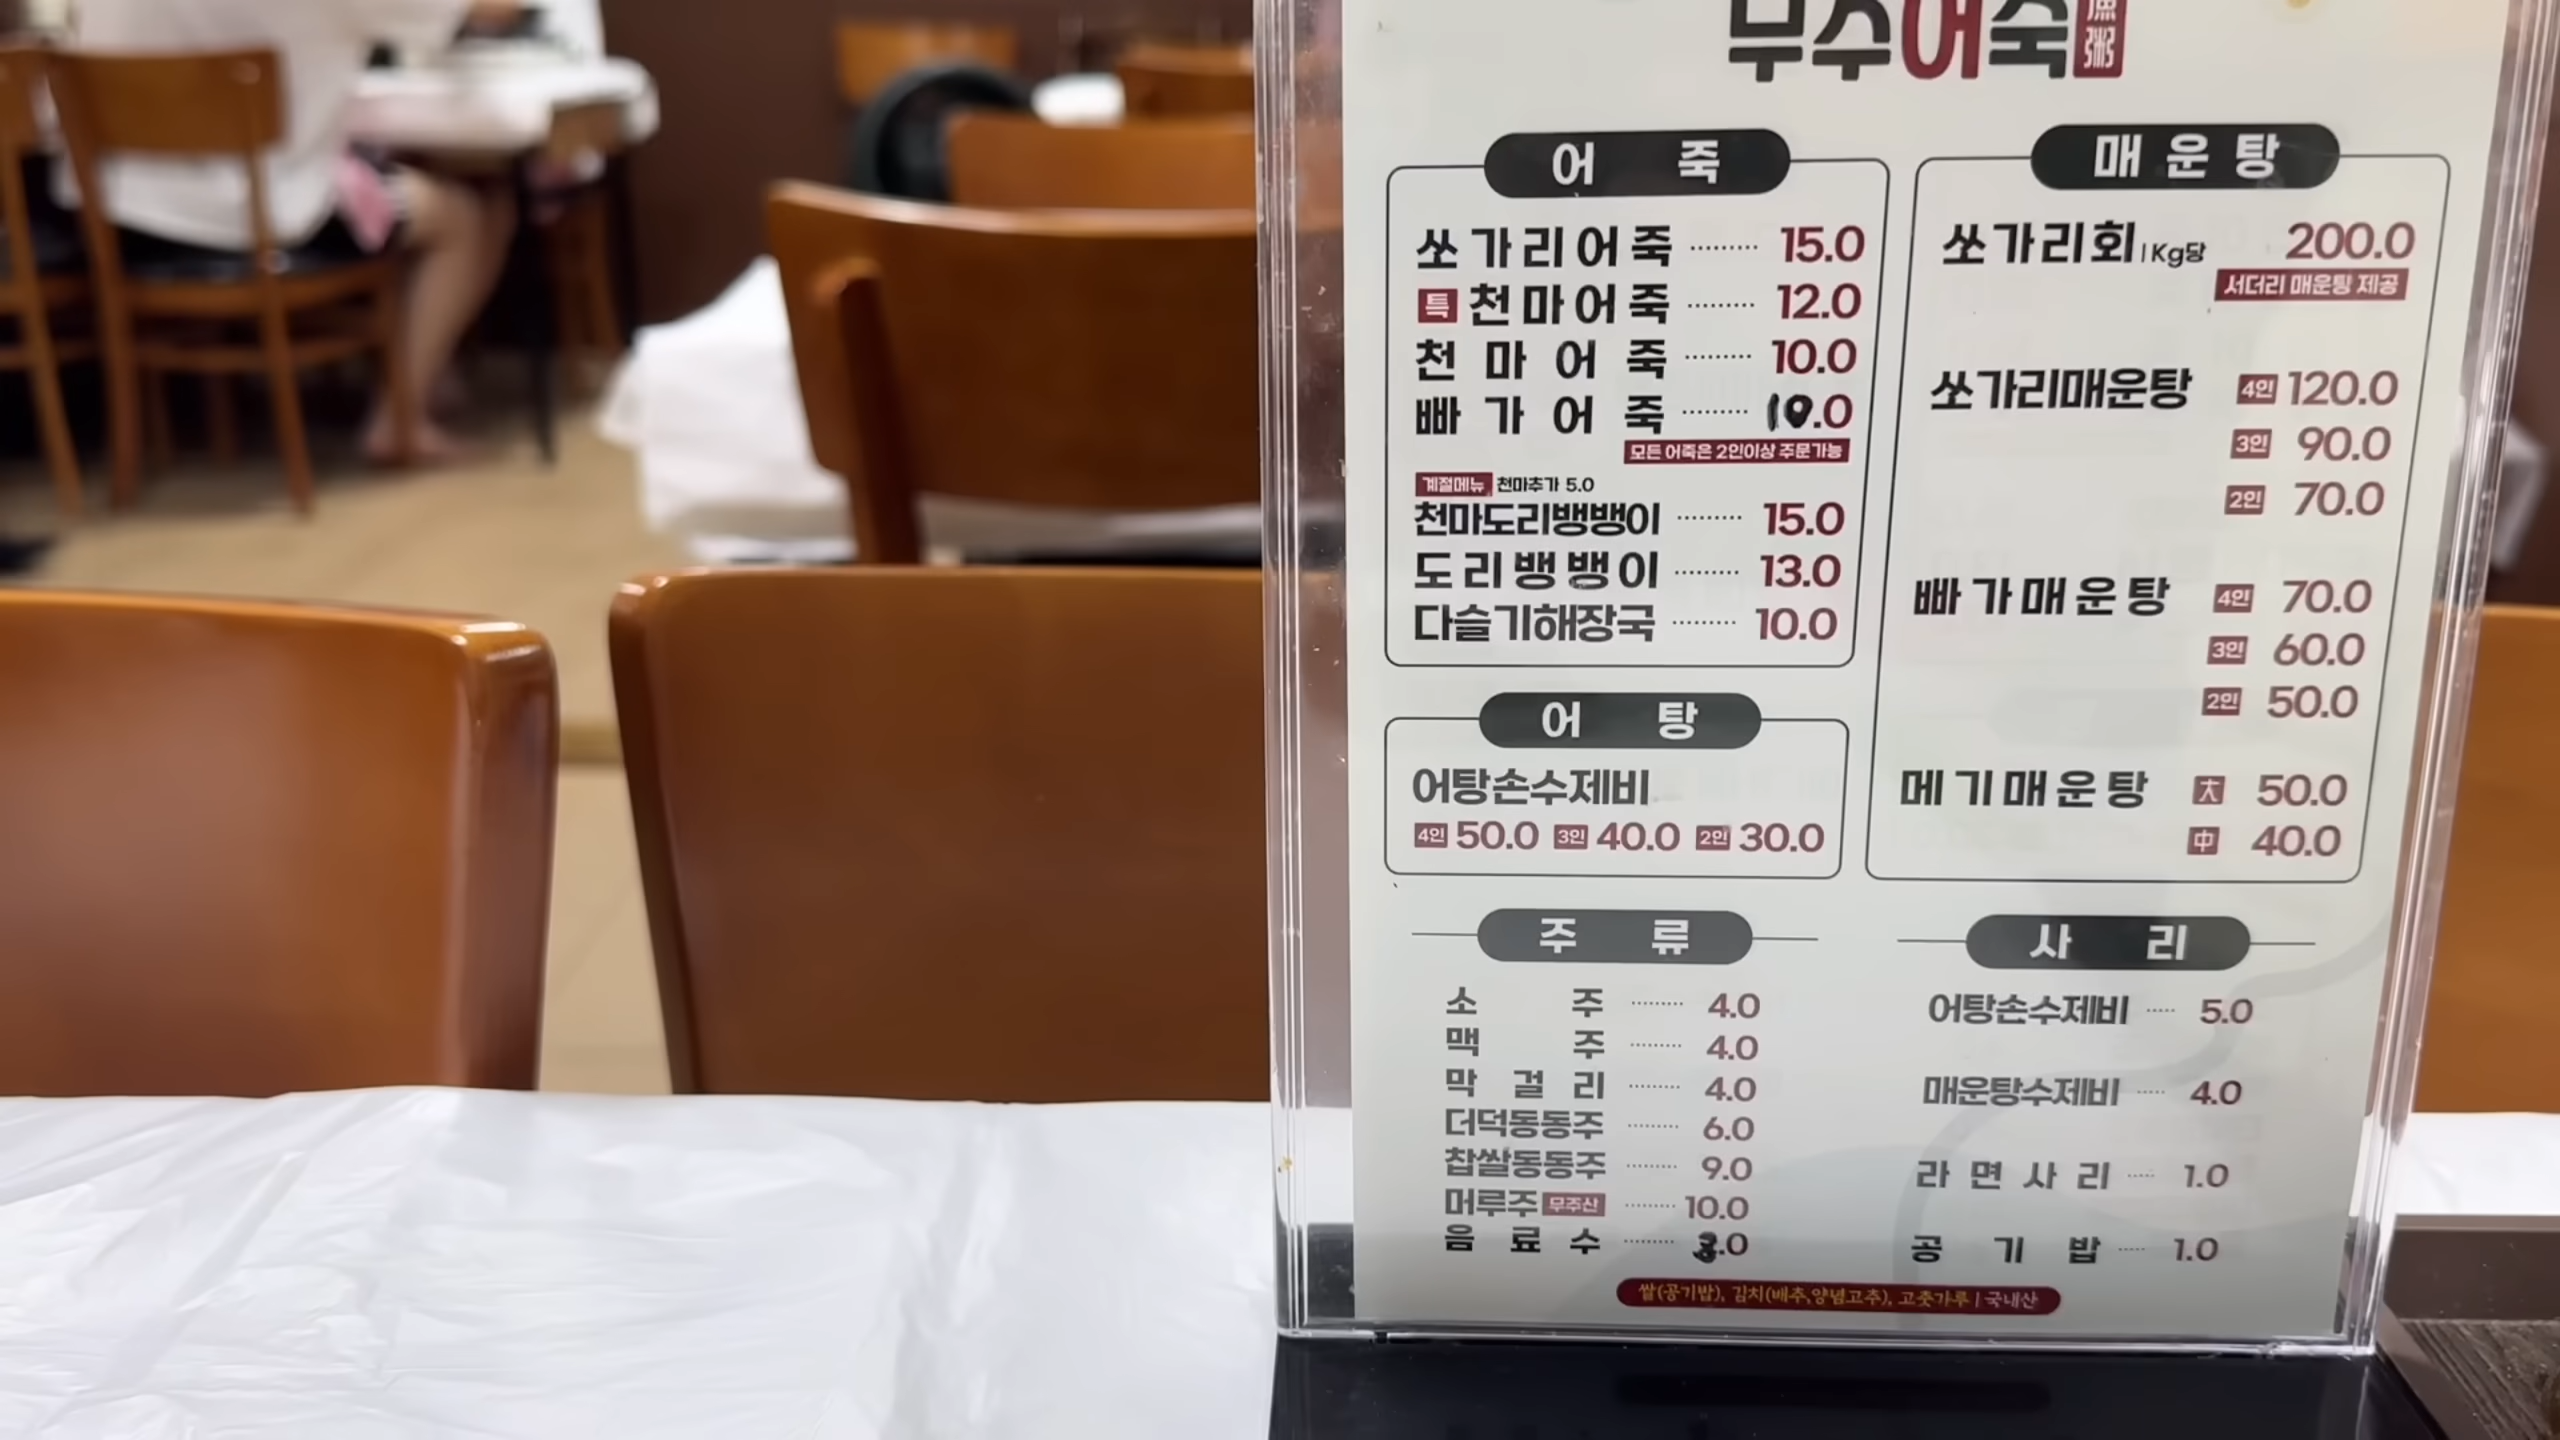 무주어죽 漁粥
어 죽
쏘가리어죽 ········ 15.0
특 천마어죽 ········ 12.0
천마어죽 ········ 10.0
빠가어죽 ········ 10.0
모든 어죽은 2인이상 주문가능
계절메뉴 천마추가 5.0
천마도리뱅뱅이 ········ 15.0
도리뱅뱅이 ········ 13.0
다슬기해장국 ········ 10.0
어 탕
어탕손수제비
4인 50.0 3인 40.0 2인 30.0
매운탕
쏘가리회 1Kg당 200.0
서더리 매운탕 제공
쏘가리매운탕 4인 120.0
3인 90.0
2인 70.0
빠가매운탕 4인 70.0
3인 60.0
2인 50.0
메기매운탕 大 50.0
中 40.0
주 류
소주 ········ 4.0
맥주 ········ 4.0
막걸리 ········ 4.0
더덕동동주 ········ 6.0
찹쌀동동주 ········ 9.0
머루주 무주산 ········ 10.0
음료수 ········
사 리
어탕손수제비 ····· 5.0
매운탕수제비 ····· 4.0
라면사리 ····· 1.0
공기밥 ····· 1.0
쌀(공기밥), 김치(배추,양념고추), 고춧가루 | 국내산